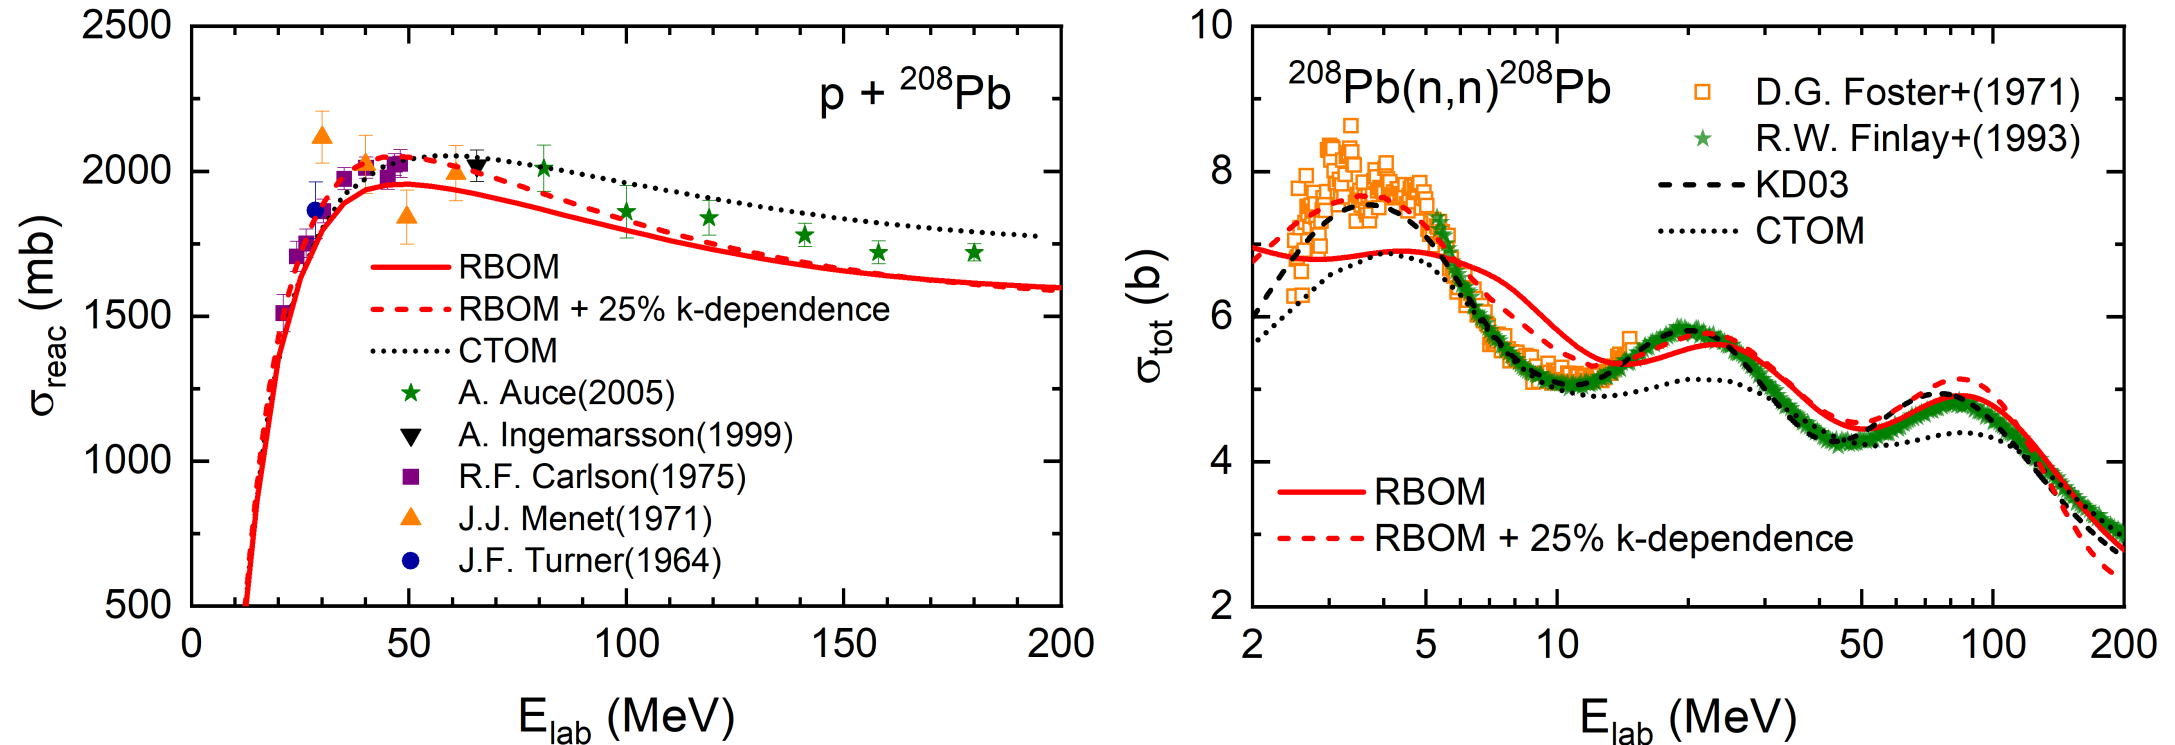 2500
2000
1500
1000
500
0
50
100
150
200
σreac (mb)
Elab (MeV)
p + 208Pb
RBOM
RBOM + 25% k-dependence
CTOM
A. Auce(2005)
A. Ingemarsson(1999)
R.F. Carlson(1975)
J.J. Menet(1971)
J.F. Turner(1964)
10
8
6
4
2
2
5
10
50
100
200
σtot (b)
Elab (MeV)
208Pb(n,n)208Pb
D.G. Foster+(1971)
R.W. Finlay+(1993)
KD03
CTOM
RBOM
RBOM + 25% k-dependence